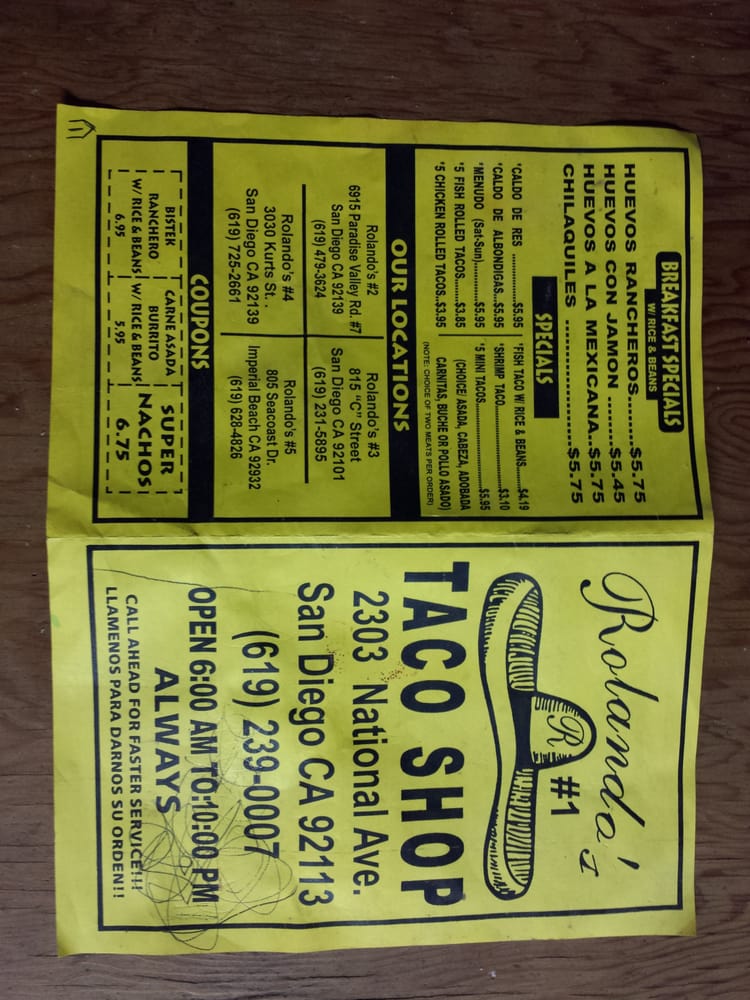 BREAKFAST SPECIALS
W/ RICE & BEANS
HUEVOS RANCHEROS........$5.75
HUEVOS CON JAMON ........$5.45
HUEVOS A LA MEXICANA..$5.75
CHILAQUILES ....................$5.75
SPECIALS
*CALDO DE RES ..............$5.95
*CALDO DE ALBONDIGAS...$5.95
*MENUDO (Sat-Sun)..........$5.95
*5 FISH ROLLED TACOS......$3.85
*5 CHICKEN ROLLED TACOS..$3.95
*FISH TACO W/ RICE & BEANS......$4.19
*SHRIMP TACO............................$3.10
*5 MINI TACOS............................$5.95
(CHOICE/ ASADA, CABEZA, ADOBADA
CARNITAS, BUCHE OR POLLO ASADO)
(NOTE: CHOICE OF TWO MEATS PER ORDER)
OUR LOCATIONS
Rolando's #2
6915 Paradise Valley Rd. #7
San Diego CA 92139
(619) 479-3624
Rolando's #3
815 "C" Street
San Diego CA 92101
(619) 231-5895
Rolando's #4
3030 Kurts St. .
San Diego CA 92139
(619) 725-2661
Rolando's #5
805 Seacoast Dr.
Imperial Beach CA 92932
(619) 628-4826
COUPONS
BISTEK
RANCHERO
W/ RICE & BEANS
6.95
CARNE ASADA
BURRITO
W/ RICE & BEANS
5.95
SUPER
NACHOS
6.75
Rolando's
R
#1
TACO SHOP
2303 National Ave.
San Diego CA 92113
(619) 239-0007
OPEN 6:00 AM TO:10:00 PM
ALWAYS
CALL AHEAD FOR FASTER SERVICE!!!
LLAMENOS PARA DARNOS SU ORDEN!!